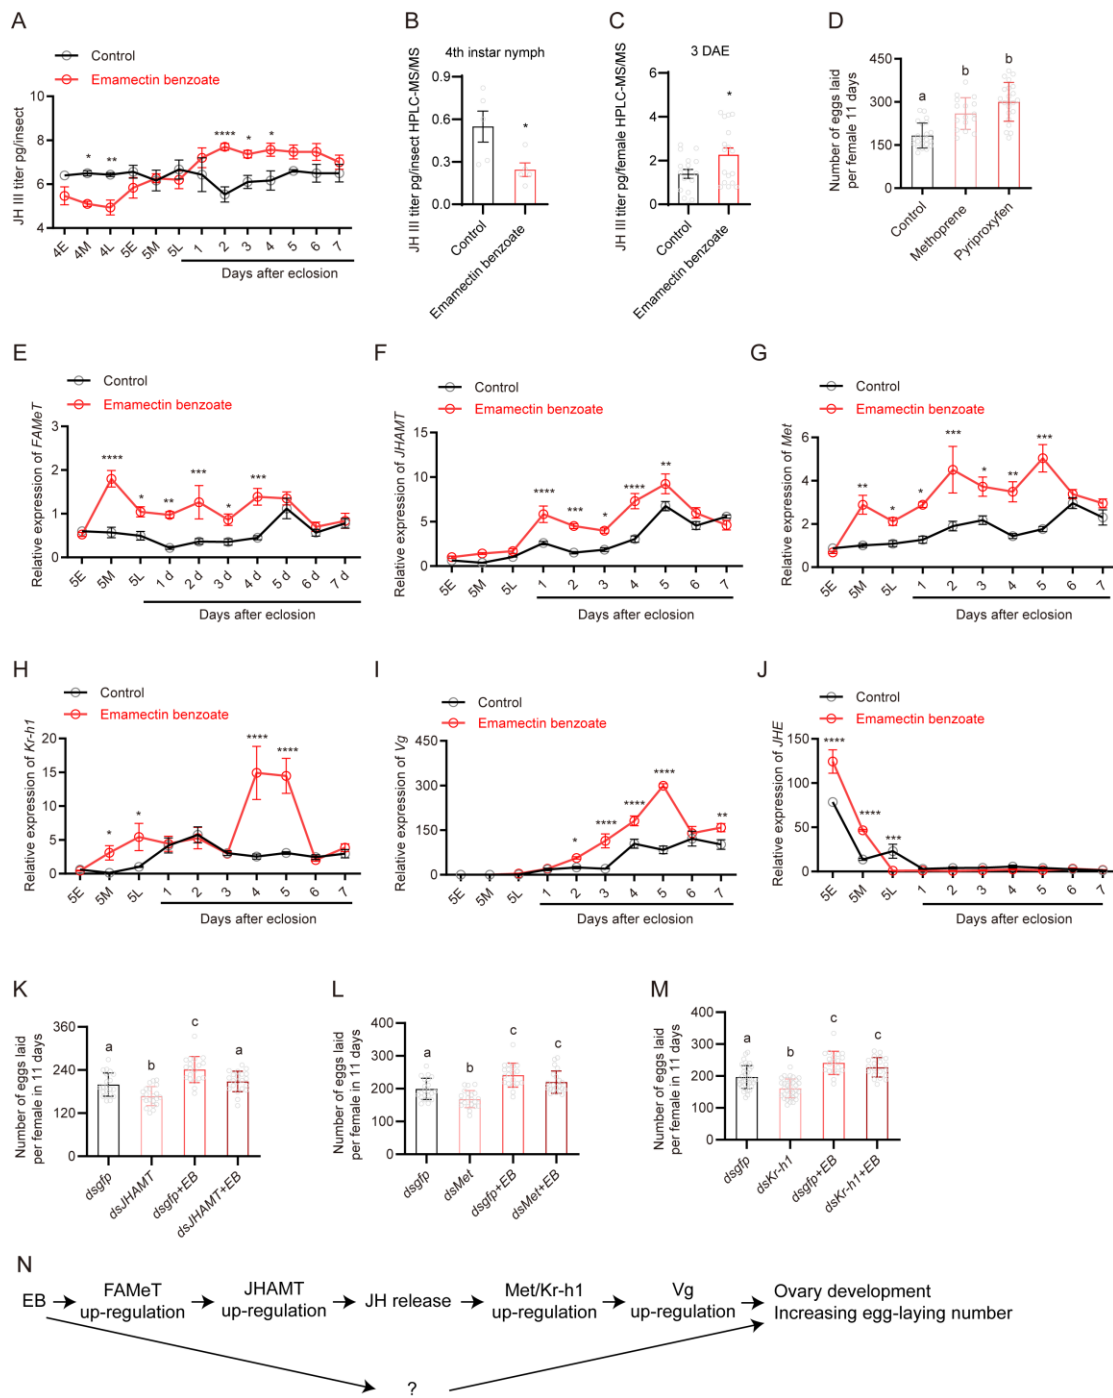 A
Control
Emamectin benzoate
JH III titer pg/insect
10
8
6
4
*
**
****
*
*
4E
4M
4L
5E
5M
5L
1
2
3
4
5
6
7
Days after eclosion
B
4th instar nymph
JH III titer pg/insect HPLC-MS/MS
0.9
0.6
0.3
0.0
*
Control
Emamectin benzoate
C
3 DAE
JH III titer pg/female HPLC-MS/MS
6
4
2
0
*
Control
Emamectin benzoate
D
Number of eggs laid
per female 11 days
450
300
150
0
a
b
b
Control
Methoprene
Pyriproxyfen
E
Control
Emamectin benzoate
Relative expression of FAMeT
3
2
1
0
****
*
**
***
*
***
5E
5M
5L
1 d
2 d
3 d
4 d
5 d
6 d
7 d
Days after eclosion
F
Control
Emamectin benzoate
Relative expression of JHAMT
15
10
5
0
****
***
*
****
**
5E
5M
5L
1
2
3
4
5
6
7
Days after eclosion
G
Control
Emamectin benzoate
Relative expression of Met
6
4
2
0
**
*
*
***
*
**
***
5E
5M
5L
1
2
3
4
5
6
7
Days after eclosion
H
Control
Emamectin benzoate
Relative expression of Kr-h1
20
15
10
5
0
*
*
****
****
5E
5M
5L
1
2
3
4
5
6
7
Days after eclosion
I
Control
Emamectin benzoate
Relative expression of Vg
450
300
150
0
*
****
****
****
**
5E
5M
5L
1
2
3
4
5
6
7
Days after eclosion
J
Control
Emamectin benzoate
Relative expression of JHE
150
100
50
0
****
****
***
5E
5M
5L
1
2
3
4
5
6
7
Days after eclosion
K
Number of eggs laid
per female in 11 days
360
240
120
0
a
b
c
a
dsgfp
dsJHAMT
dsgfp+EB
dsJHAMT+EB
L
Number of eggs laid
per female in 11 days
400
300
200
100
0
a
b
c
c
dsgfp
dsMet
dsgfp+EB
dsMet+EB
M
Number of eggs laid
per female in 11 days
400
300
200
100
0
a
b
c
c
dsgfp
dsKr-h1
dsgfp+EB
dsKr-h1+EB
N
EB
FAMeT
up-regulation
JHAMT
up-regulation
JH release
Met/Kr-h1
up-regulation
Vg
up-regulation
Ovary development
Increasing egg-laying number
?